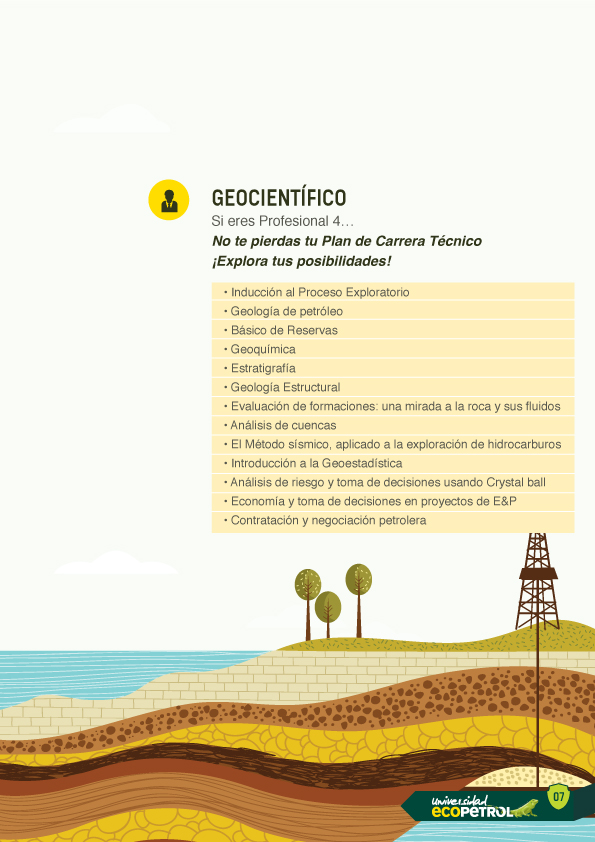 GEOCIENTÍFICO
Si eres Profesional 4…
No te pierdas tu Plan de Carrera Técnico
¡Explora tus posibilidades!
• Inducción al Proceso Exploratorio
• Geología de petróleo
• Básico de Reservas
• Geoquímica
• Estratigrafía
• Geología Estructural
• Evaluación de formaciones: una mirada a la roca y sus fluidos
• Análisis de cuencas
• El Método sísmico, aplicado a la exploración de hidrocarburos
• Introducción a la Geoestadística
• Análisis de riesgo y toma de decisiones usando Crystal ball
• Economía y toma de decisiones en proyectos de E&P
• Contratación y negociación petrolera
universidad
ecopetrol
07